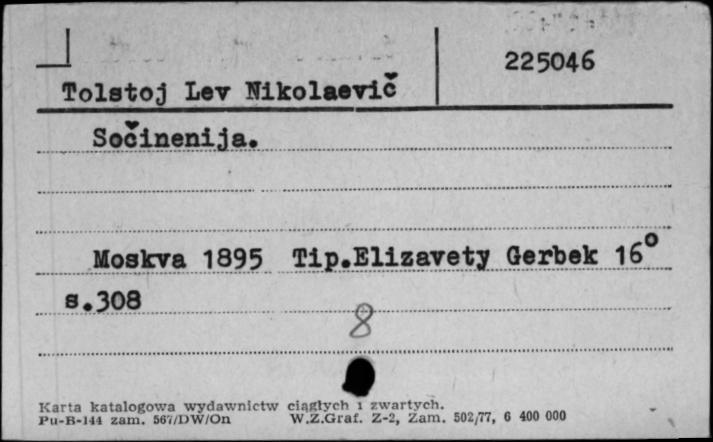 225046
Tolstoj Lev Nikolaevič
Sočinenija.
Moskva 1895 Tip.Elizavety Gerbek 16°
s.308
8
Karta katalogowa wydawnictw ciągłych i zwartych.
Pu-B-144 zam. 567/DW/On W.Z.Graf. Z-2, Zam. 502/77, 6 400 000